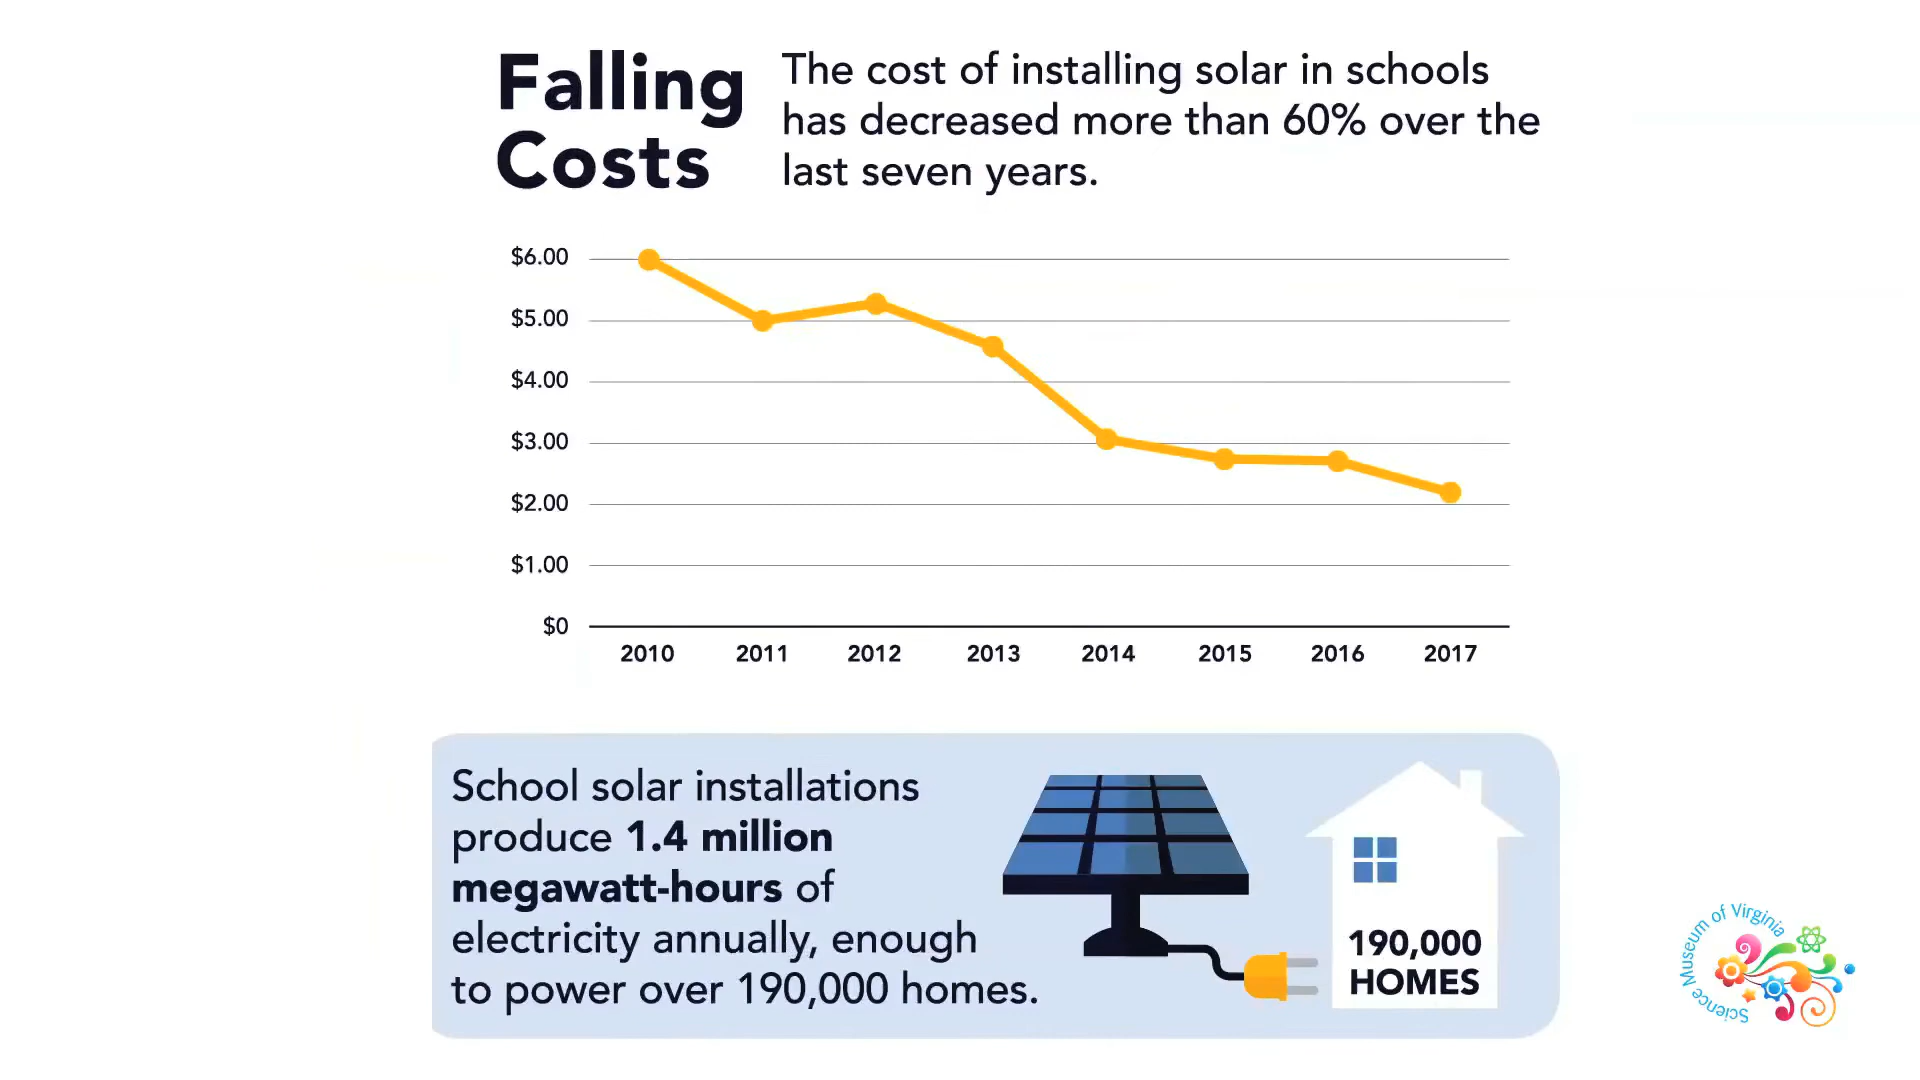 Falling
Costs
The cost of installing solar in schools
has decreased more than 60% over the
last seven years.
$6.00
$5.00
$4.00
$3.00
$2.00
$1.00
$0
2010 2011 2012 2013 2014 2015 2016 2017
School solar installations
produce 1.4 million
megawatt-hours of
electricity annually, enough
to power over 190,000 homes.
190,000
HOMES
Science Museum of Virginia